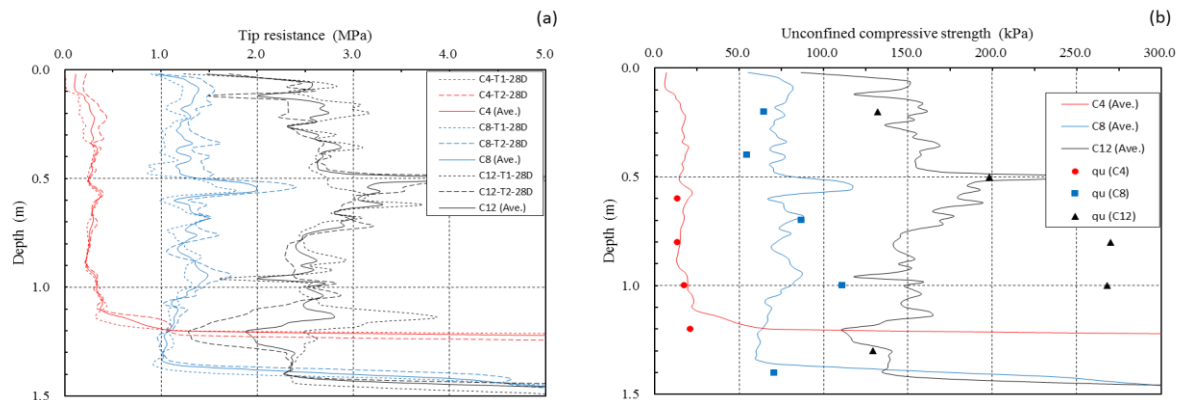 (a)
Tip resistance (MPa)
0.0 1.0 2.0 3.0 4.0 5.0
0.0
0.5
1.0
1.5
Depth (m)
C4-T1-28D
C4-T2-28D
C4 (Ave.)
C8-T1-28D
C8-T2-28D
C8 (Ave.)
C12-T1-28D
C12-T2-28D
C12 (Ave.)
(b)
Unconfined compressive strength (kPa)
0.0 50.0 100.0 150.0 200.0 250.0 300.0
0.0
0.5
1.0
1.5
Depth (m)
C4 (Ave.)
C8 (Ave.)
C12 (Ave.)
qu (C4)
qu (C8)
qu (C12)